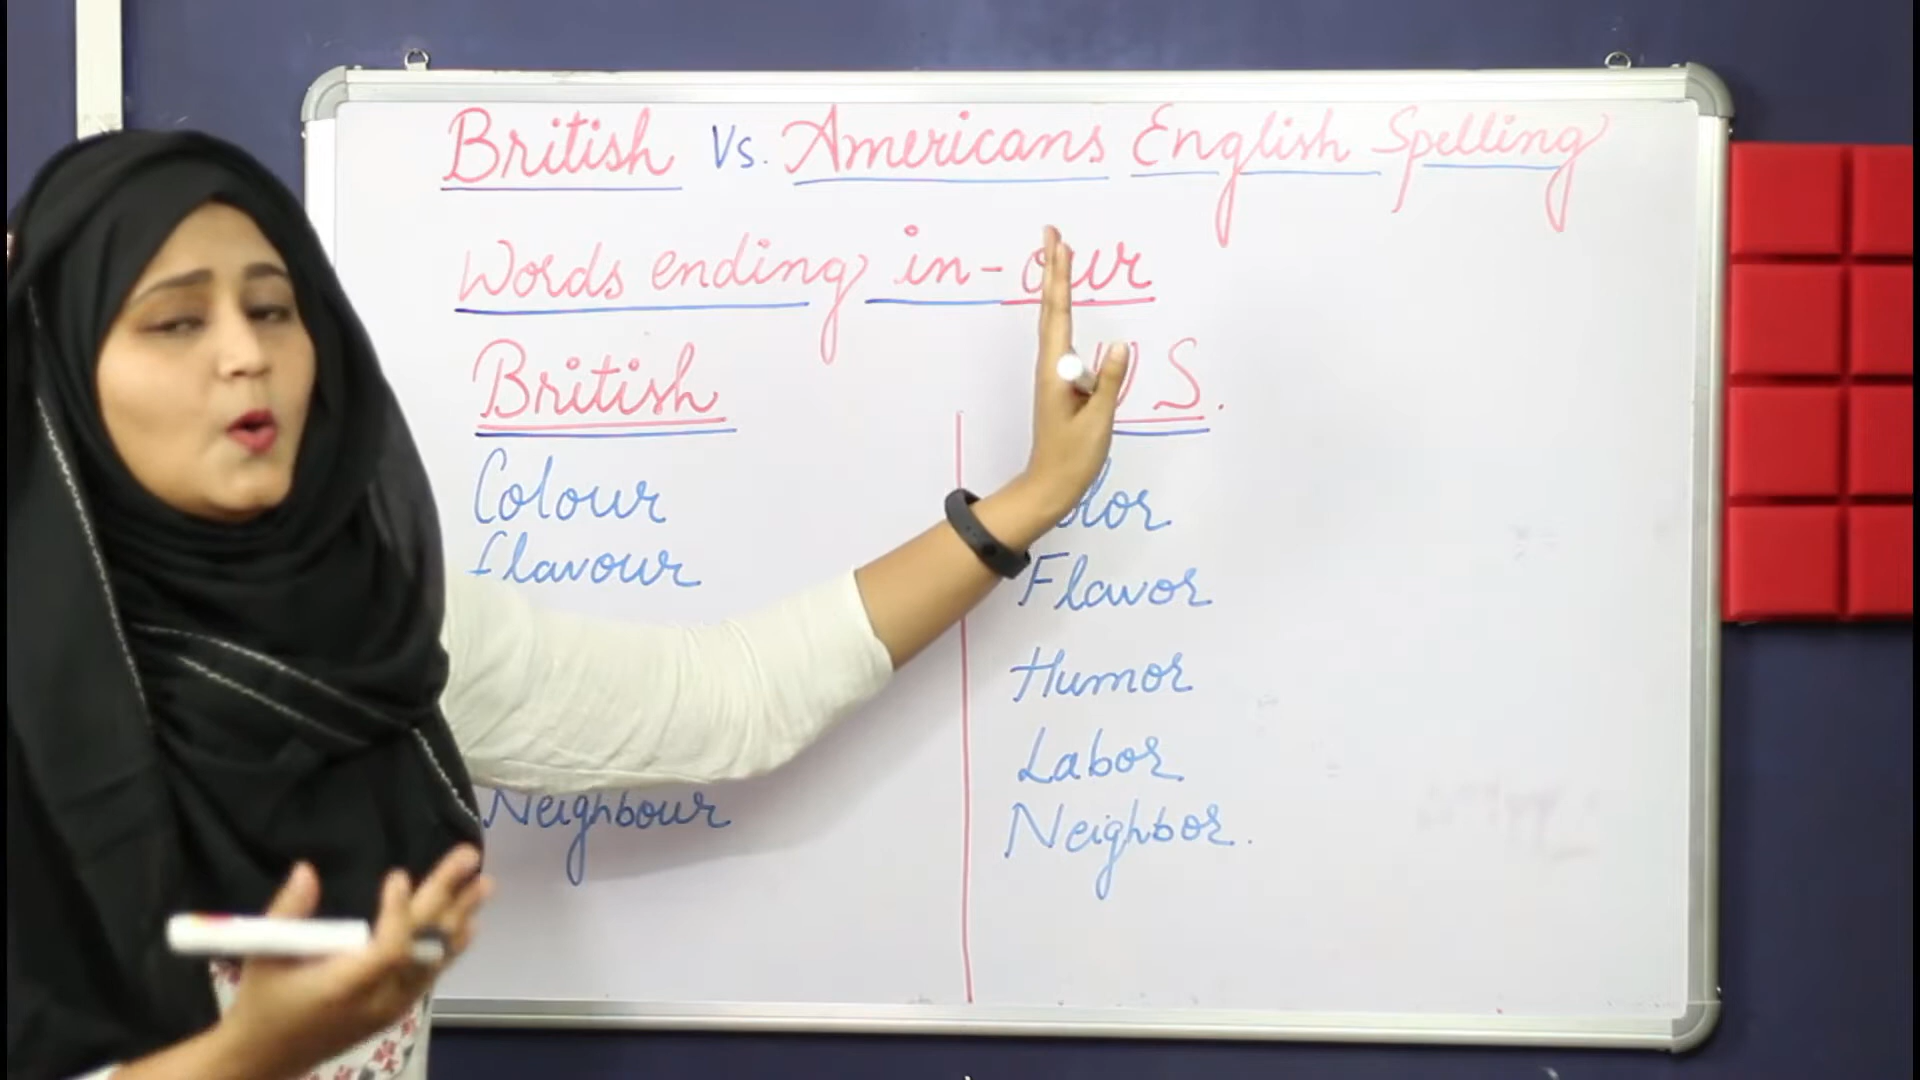 British Vs. Americans English Spelling
Words ending in - our
British U S.
Colour
flavour Flavor
Humor
Labor
Neighbour Neighbor.